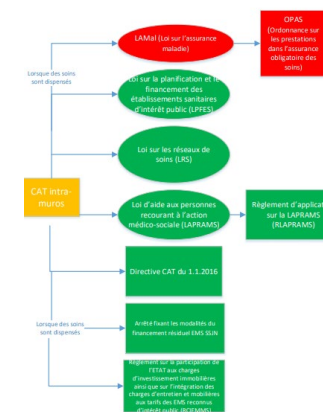 LAMal (Loi sur l'assurance
maladie)
OPAS
(Ordonnance sur
les prestations
dans l'assurance
obligatoire des
soins)
Lorsque des soins
sont dispensés
Loi sur la planification et le
financement des
établissements sanitaires
d'intérêt public (LPFES)
Loi sur les réseaux de
soins (LRS)
CAT intra-
muros
Loi d'aide aux personnes
recourant à l'action
médico-sociale (LAPRAMS)
Règlement d'applicat
sur la LAPRAMS
(RLAPRAMS)
Directive CAT du 1.1.2016
Lorsque des soins
sont dispensés
Arrêté fixant les modalités du
financement résiduel EMS SSJN
Règlement sur la participation de
l'ETAT aux charges
d'investissement immobilières
ainsi que sur l'intégration des
charges d'entretien et mobilières
aux tarifs des EMS reconnus
d'intérêt public